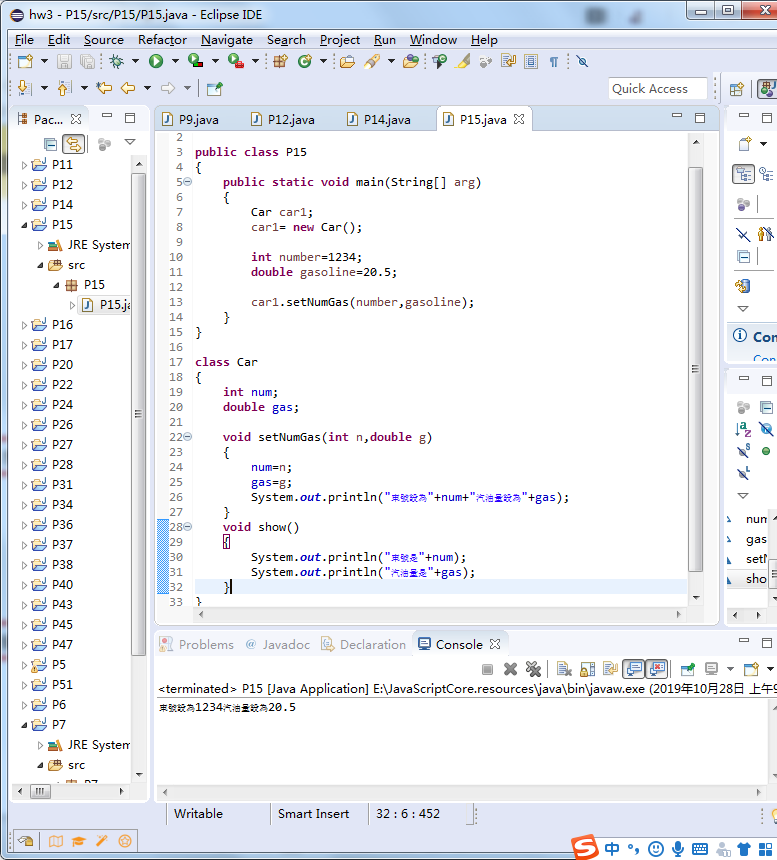 hw3 - P15/src/P15/P15.java - Eclipse IDE
File Edit Source Refactor Navigate Search Project Run Window Help
Quick Access
Pac...
P9.java P12.java P14.java P15.java
P11
P12
P14
P15
JRE System
src
P15
P15.ja
P16
P17
P20
P22
P24
P26
P27
P28
P31
P34
P36
P37
P38
P40
P43
P45
P47
P5
P51
P6
P7
JRE System
src
2
3 public class P15
4 {
5 public static void main(String[] arg)
6 {
7 Car car1;
8 car1= new Car();
9
10 int number=1234;
11 double gasoline=20.5;
12
13 car1.setNumGas(number,gasoline);
14 }
15 }
16
17 class Car
18 {
19 int num;
20 double gas;
21
22 void setNumGas(int n,double g)
23 {
24 num=n;
25 gas=g;
26 System.out.println("車號設為"+num+"汽油量設為"+gas);
27 }
28 void show()
29 {
30 System.out.println("車號是"+num);
31 System.out.println("汽油量是"+gas);
32 }
33 }
Con
Con
num
gas
setN
sho
Problems @ Javadoc Declaration Console
<terminated> P15 [Java Application] E:\JavaScriptCore.resources\java\bin\javaw.exe (2019年10月28日 上午9
車號設為1234汽油量設為20.5
Writable Smart Insert 32 : 6 : 452
中